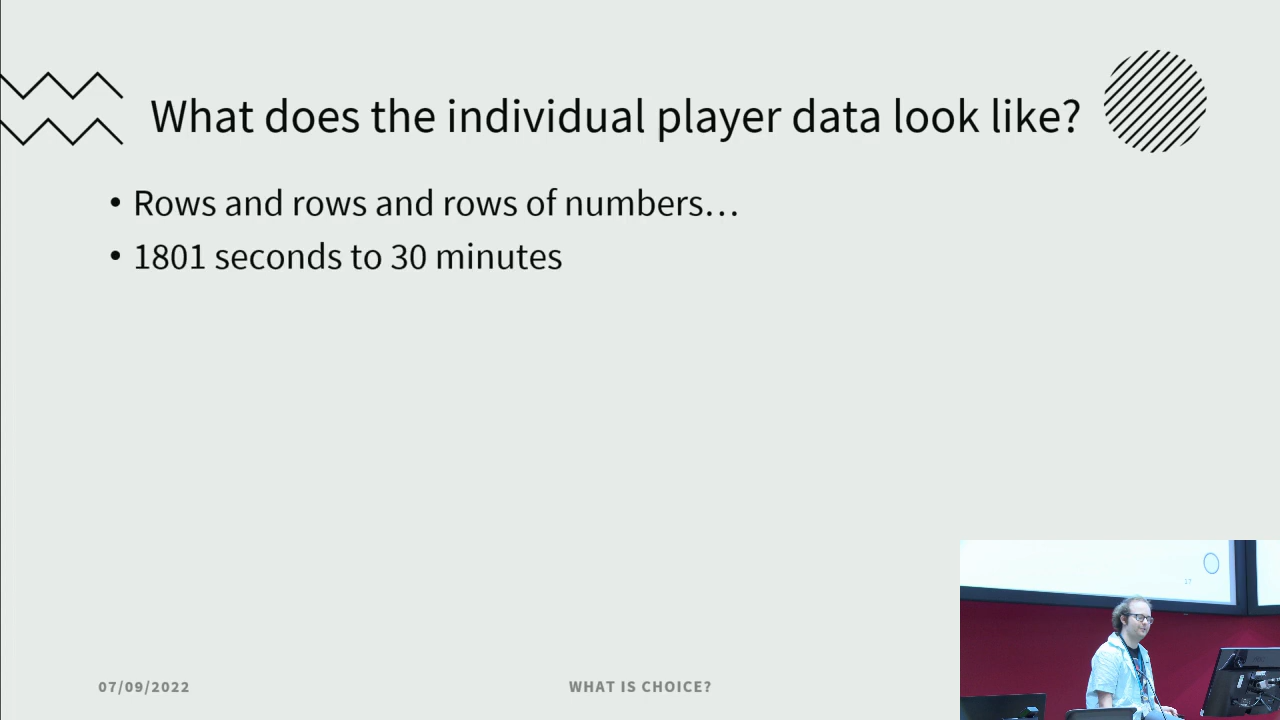 What does the individual player data look like?
• Rows and rows and rows of numbers…
• 1801 seconds to 30 minutes
17
07/09/2022
WHAT IS CHOICE?